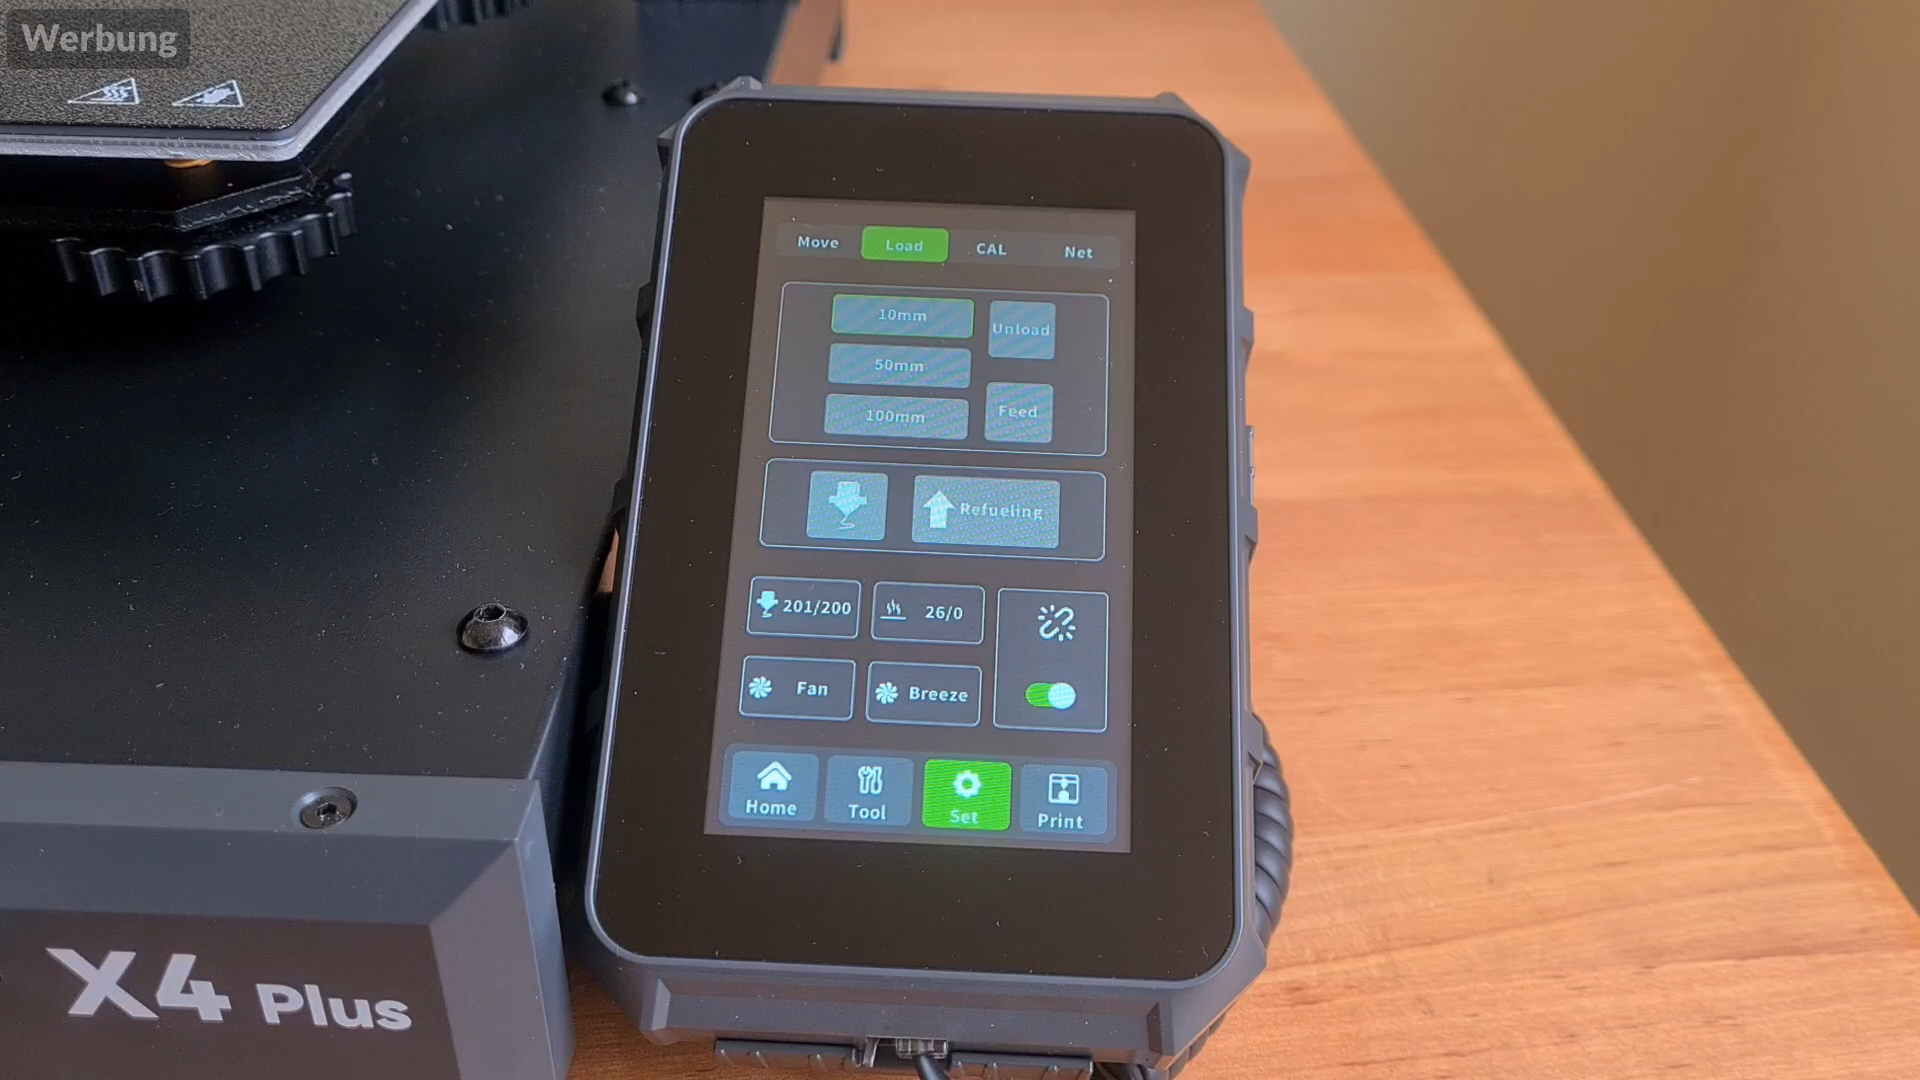 Werbung
Move Load CAL Net
10mm
Unload
50mm
100mm
Feed
Refueling
201/200
26/0
Fan
Breeze
Home Tool Set Print
X4 Plus